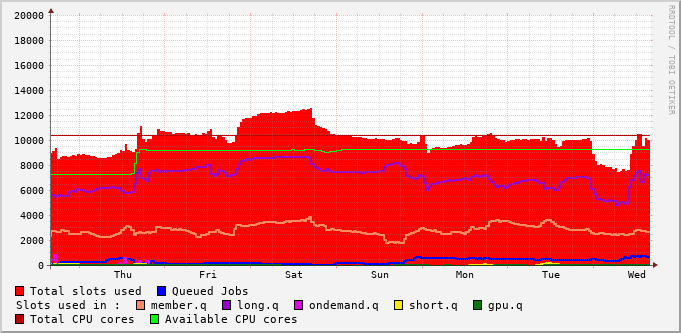 20000
18000
16000
14000
12000
10000
8000
6000
4000
2000
0
Thu Fri Sat Sun Mon Tue Wed
RRDTOOL / TOBI OETIKER
Total slots used Queued Jobs
Slots used in : member.q long.q ondemand.q short.q gpu.q
Total CPU cores Available CPU cores